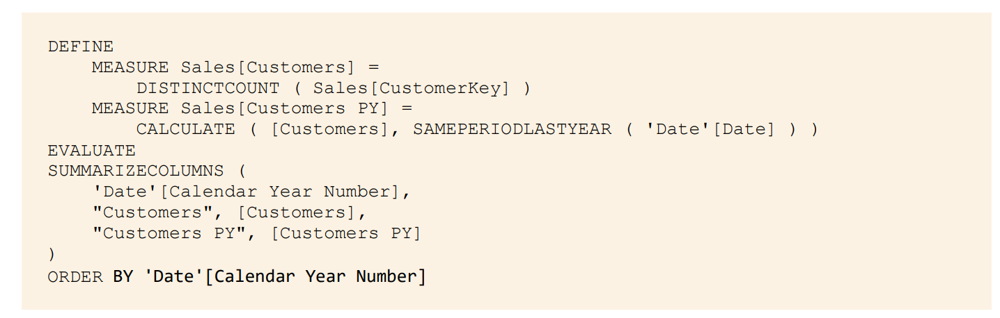 DEFINE
    MEASURE Sales[Customers] =
        DISTINCTCOUNT ( Sales[CustomerKey] )
    MEASURE Sales[Customers PY] =
        CALCULATE ( [Customers], SAMEPERIODLASTYEAR ( 'Date'[Date] ) )
EVALUATE
SUMMARIZECOLUMNS (
    'Date'[Calendar Year Number],
    "Customers", [Customers],
    "Customers PY", [Customers PY]
)
ORDER BY 'Date'[Calendar Year Number]